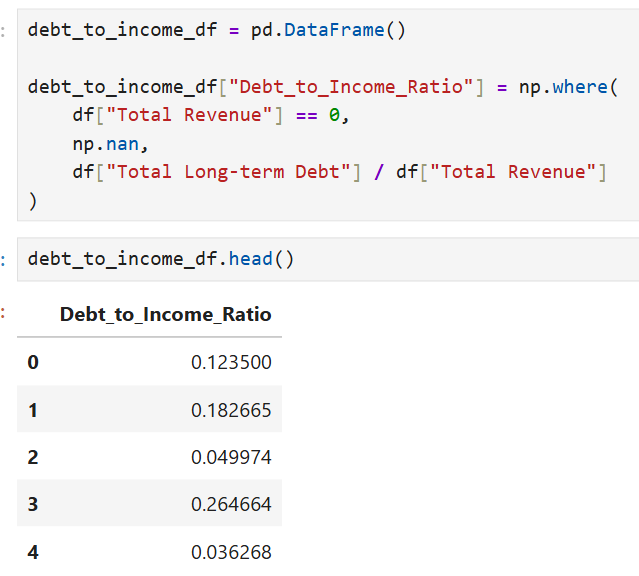 : debt_to_income_df = pd.DataFrame()
debt_to_income_df["Debt_to_Income_Ratio"] = np.where(
    df["Total Revenue"] == 0,
    np.nan,
    df["Total Long-term Debt"] / df["Total Revenue"]
)
: debt_to_income_df.head()
: Debt_to_Income_Ratio
0 0.123500
1 0.182665
2 0.049974
3 0.264664
4 0.036268